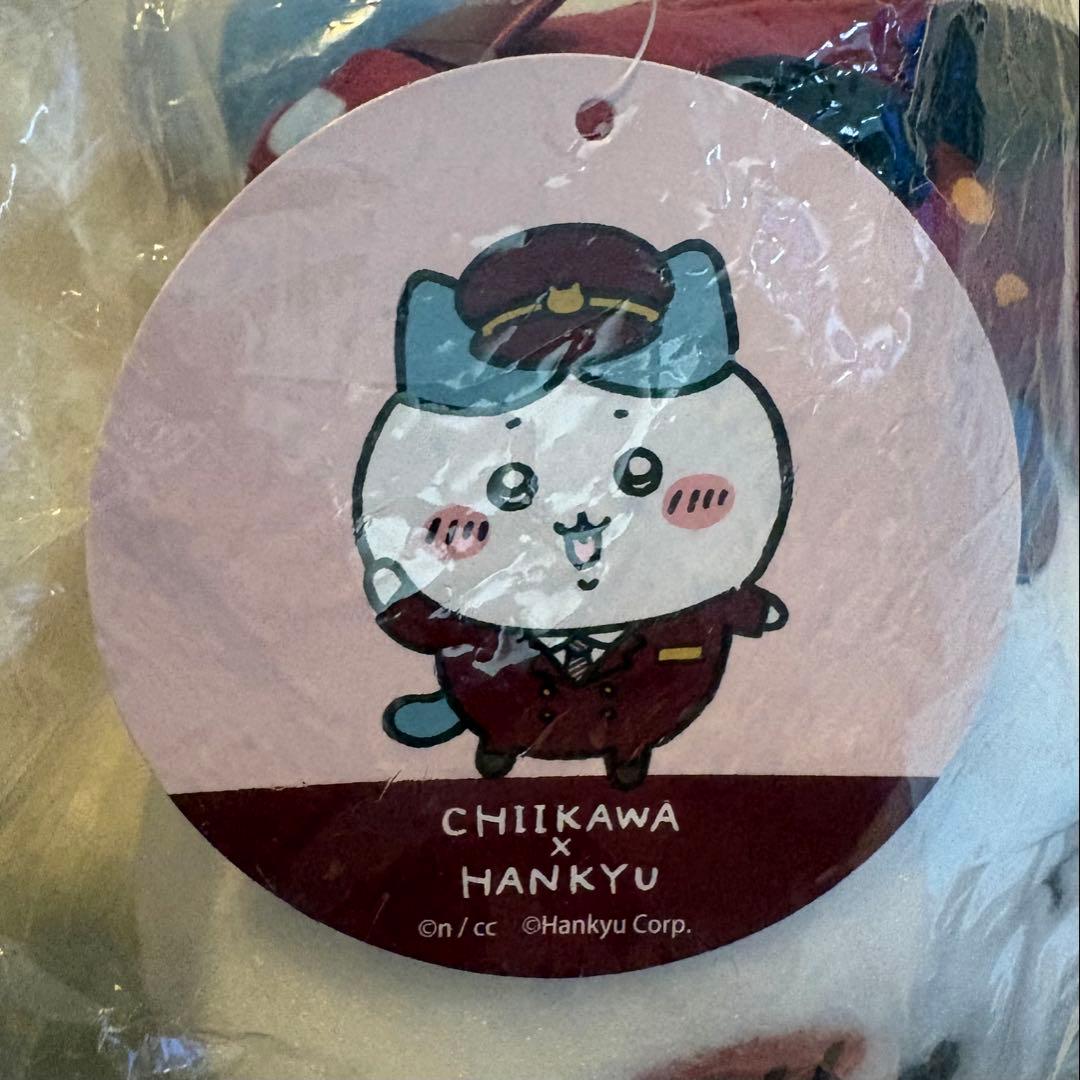 CHIIKAWA
×
HANKYU
©n / cc ©Hankyu Corp.